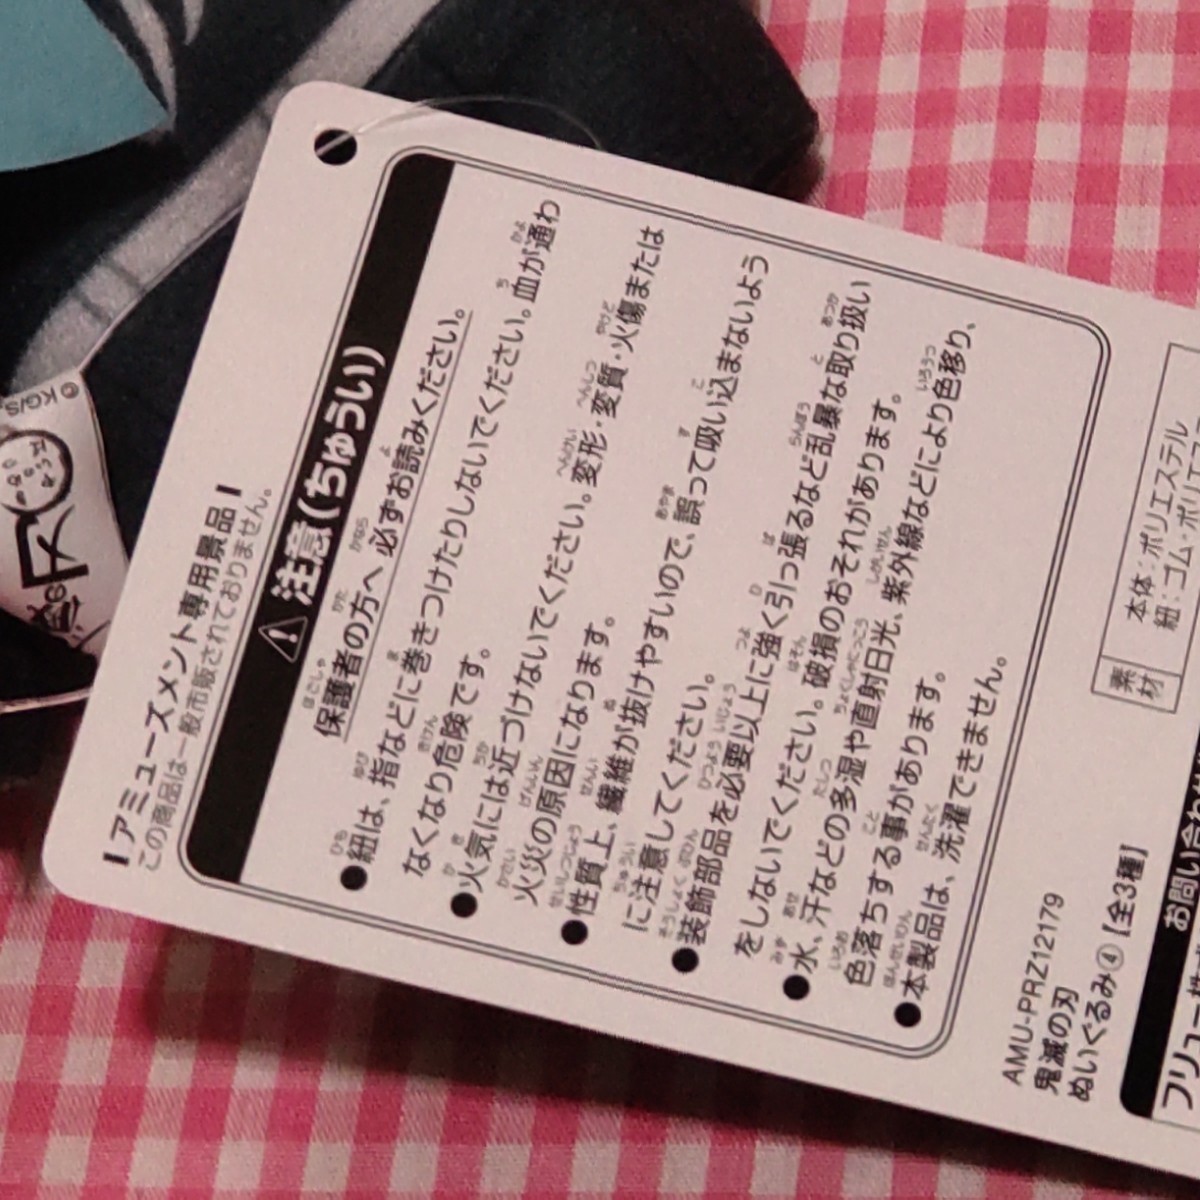 アミューズメント専用景品
この商品は一般市販されておりません。
注意(ちゅうい)
保護者の方へ 必ずお読みください。
●紐は、指などに巻きつけたりしないでください。血が通わ
なくなり危険です。
●火気には近づけないでください。変形・変質・火傷または
火災の原因になります。
●性質上、繊維が抜けやすいので、誤って吸い込まないよう
に注意してください。
●装飾部品を必要以上に強く引っ張るなど乱暴な取り扱い
をしないでください。破損のおそれがあります。
●水、汗などの多湿や直射日光、紫外線などにより色移り、
色落ちする事があります。
●本製品は、洗濯できません。
AMU-PRZ12179
鬼滅の刃
ぬいぐるみ④【全3種】
素材
本体:ポリエステル
紐:ゴム・ポリエス
お問い合わせ
フリュー株式
©KG/S